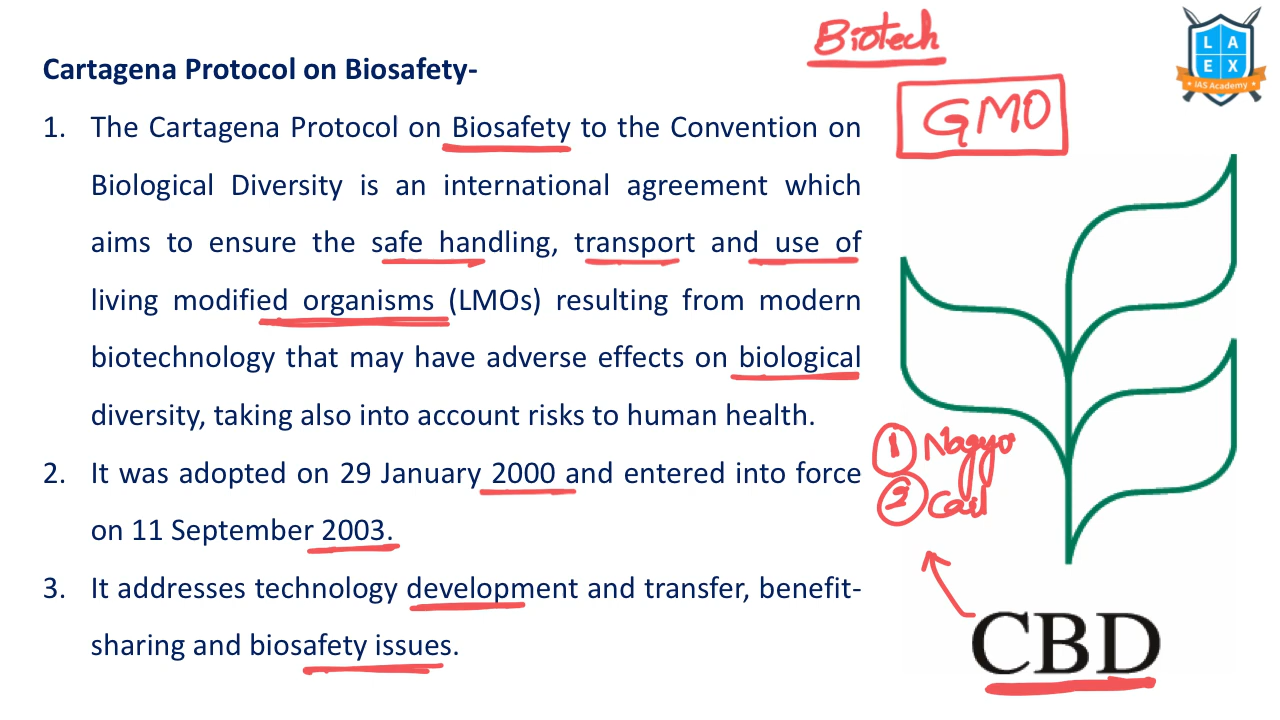 Biotech
GMO
L A
E X
IAS Academy
Cartagena Protocol on Biosafety-
1. The Cartagena Protocol on Biosafety to the Convention on
Biological Diversity is an international agreement which
aims to ensure the safe handling, transport and use of
living modified organisms (LMOs) resulting from modern
biotechnology that may have adverse effects on biological
diversity, taking also into account risks to human health.
2. It was adopted on 29 January 2000 and entered into force
on 11 September 2003.
3. It addresses technology development and transfer, benefit-
sharing and biosafety issues.
1 Nagyo
2
CBD